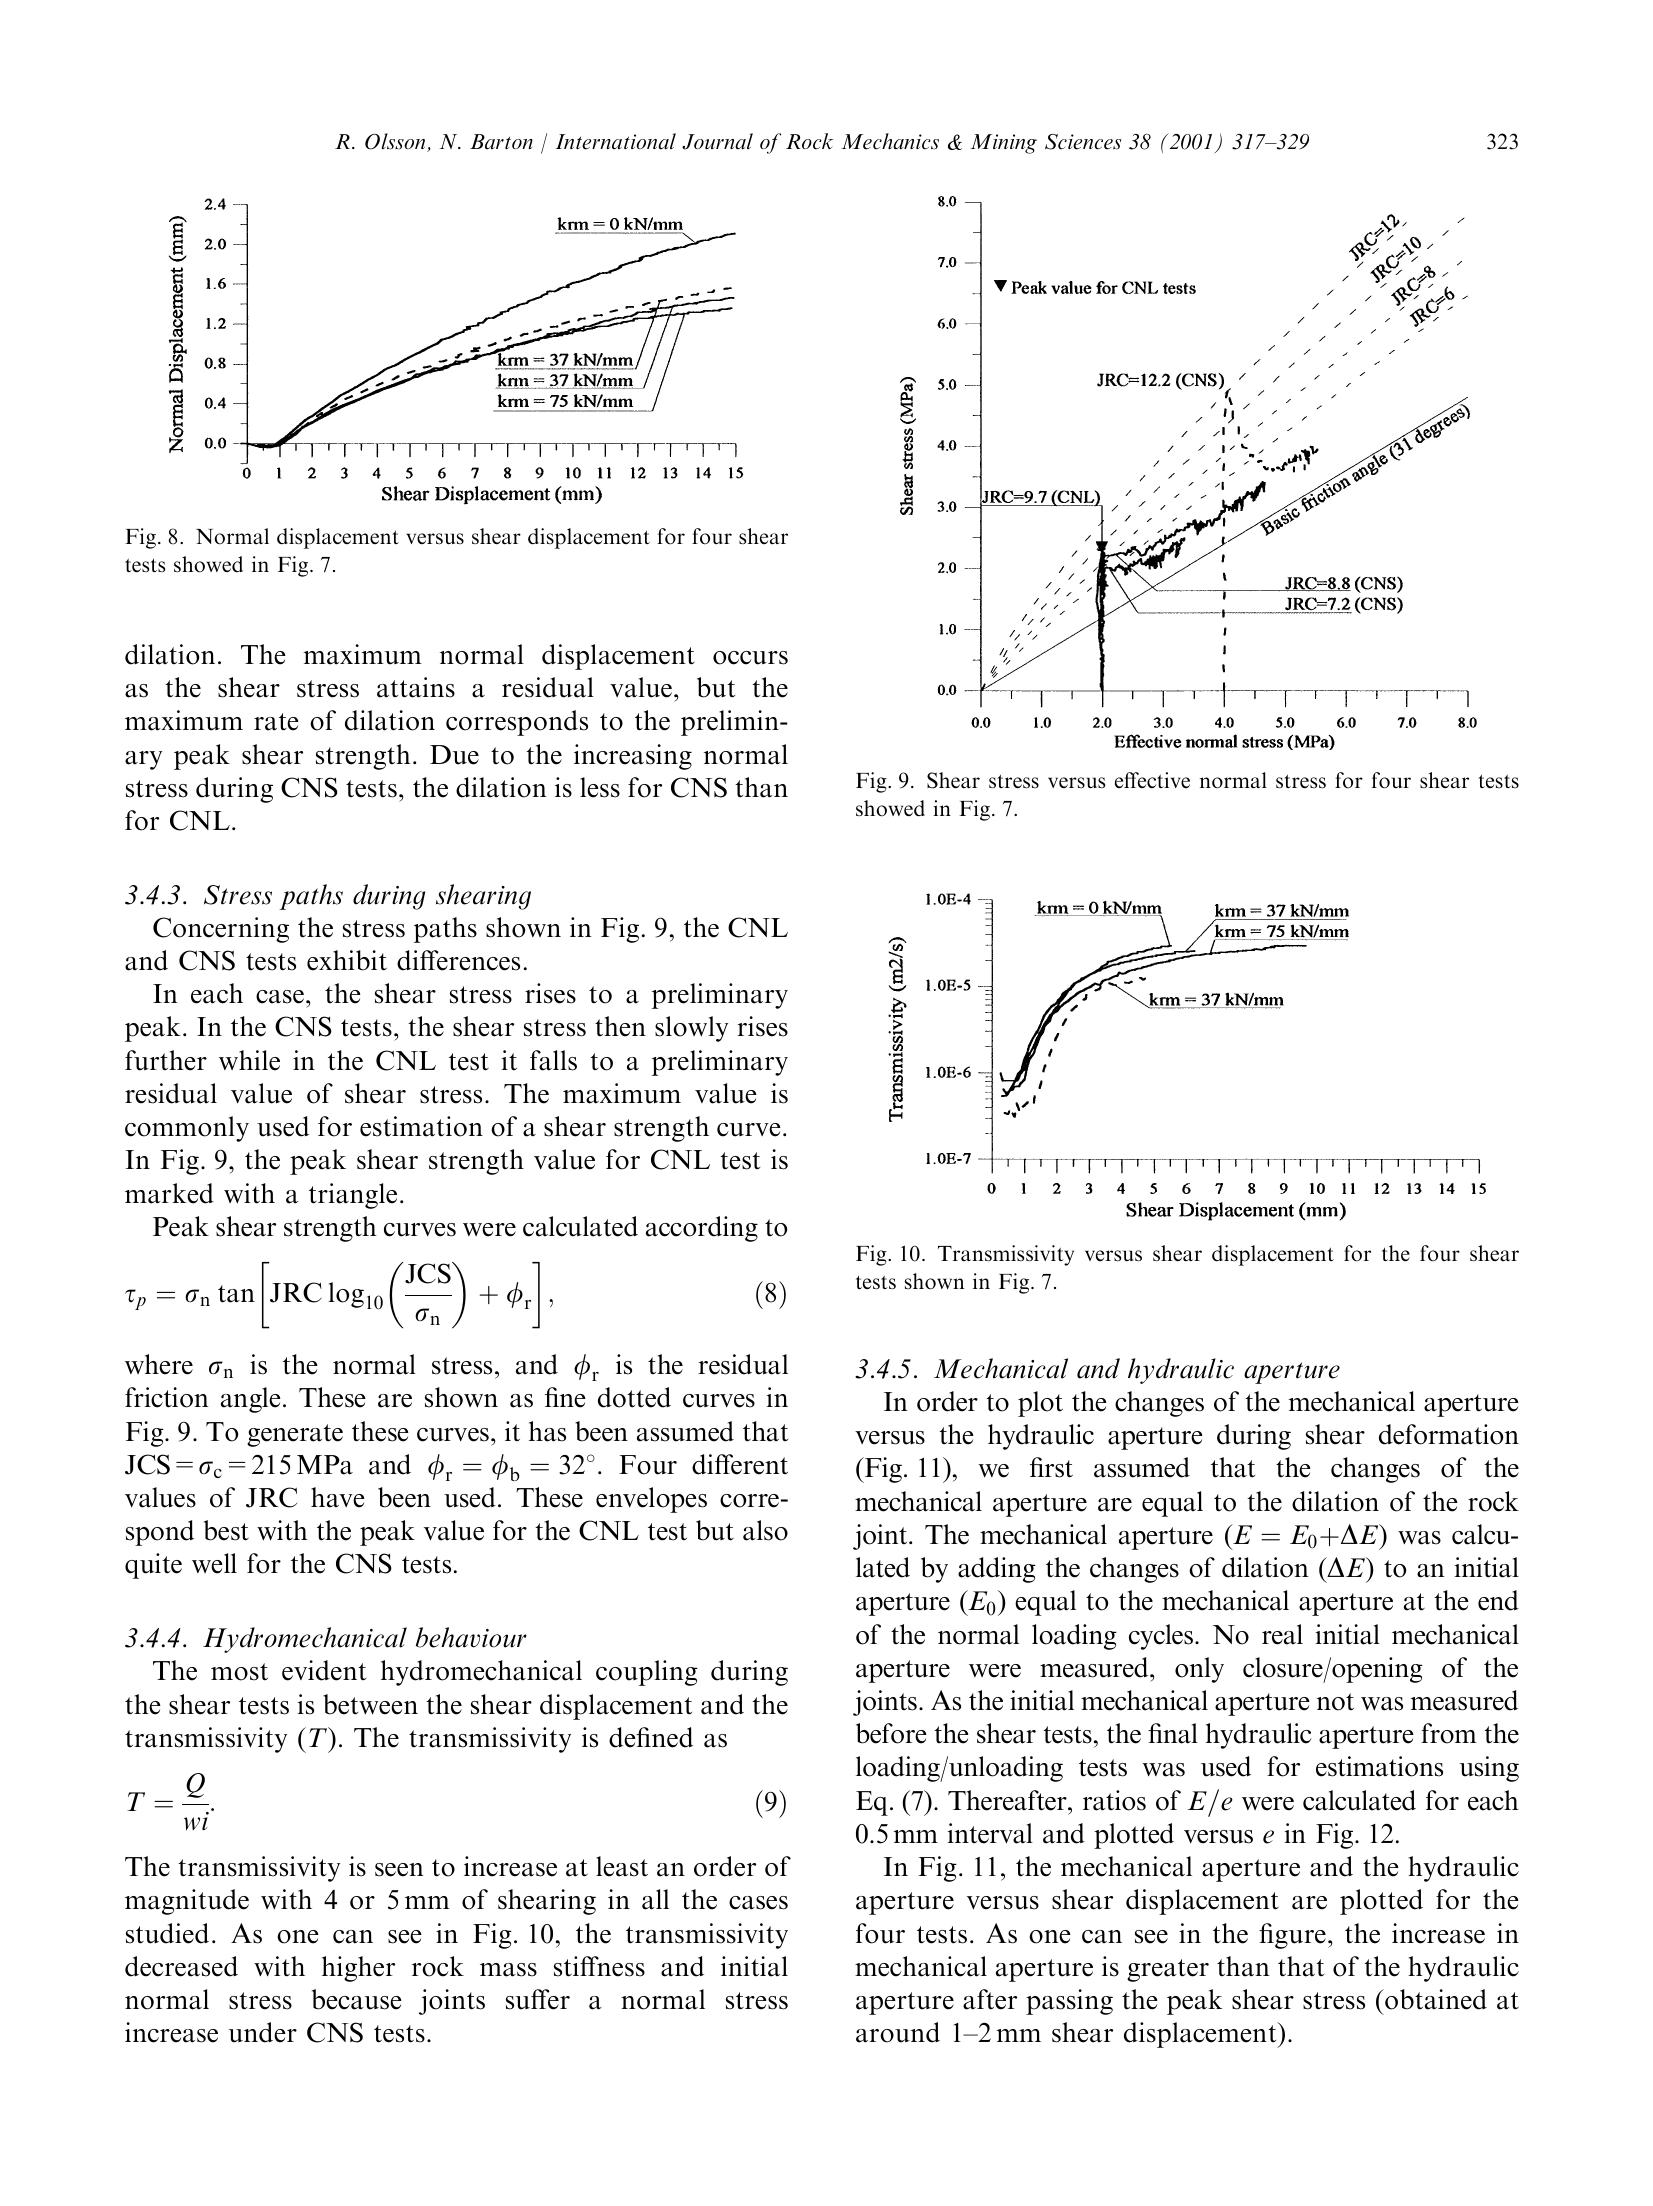 R. Olsson, N. Barton / International Journal of Rock Mechanics & Mining Sciences 38 (2001) 317–329
323
2.4
2.0
1.6
1.2
0.8
0.4
0.0
Normal Displacement (mm)
krm = 0 kN/mm
krm = 37 kN/mm
krm = 37 kN/mm
krm = 75 kN/mm
0 1 2 3 4 5 6 7 8 9 10 11 12 13 14 15
Shear Displacement (mm)
Fig. 8. Normal displacement versus shear displacement for four shear
tests showed in Fig. 7.
dilation. The maximum normal displacement occurs
as the shear stress attains a residual value, but the
maximum rate of dilation corresponds to the prelimin-
ary peak shear strength. Due to the increasing normal
stress during CNS tests, the dilation is less for CNS than
for CNL.
3.4.3. Stress paths during shearing
Concerning the stress paths shown in Fig. 9, the CNL
and CNS tests exhibit differences.
In each case, the shear stress rises to a preliminary
peak. In the CNS tests, the shear stress then slowly rises
further while in the CNL test it falls to a preliminary
residual value of shear stress. The maximum value is
commonly used for estimation of a shear strength curve.
In Fig. 9, the peak shear strength value for CNL test is
marked with a triangle.
Peak shear strength curves were calculated according to
τp = σn tan[JRC log10(JCS/σn) + ϕr], (8)
where σn is the normal stress, and ϕr is the residual
friction angle. These are shown as fine dotted curves in
Fig. 9. To generate these curves, it has been assumed that
JCS=σc=215 MPa and ϕr = ϕb = 32°. Four different
values of JRC have been used. These envelopes corre-
spond best with the peak value for the CNL test but also
quite well for the CNS tests.
3.4.4. Hydromechanical behaviour
The most evident hydromechanical coupling during
the shear tests is between the shear displacement and the
transmissivity (T). The transmissivity is defined as
T = Q/wi. (9)
The transmissivity is seen to increase at least an order of
magnitude with 4 or 5 mm of shearing in all the cases
studied. As one can see in Fig. 10, the transmissivity
decreased with higher rock mass stiffness and initial
normal stress because joints suffer a normal stress
increase under CNS tests.
8.0
7.0
6.0
5.0
4.0
3.0
2.0
1.0
0.0
Shear stress (MPa)
▼ Peak value for CNL tests
JRC=12
JRC=10
JRC=8
JRC=6
JRC=12.2 (CNS)
JRC=9.7 (CNL)
Basic friction angle (31 degrees)
JRC=8.8 (CNS)
JRC=7.2 (CNS)
0.0 1.0 2.0 3.0 4.0 5.0 6.0 7.0 8.0
Effective normal stress (MPa)
Fig. 9. Shear stress versus effective normal stress for four shear tests
showed in Fig. 7.
1.0E-4
1.0E-5
1.0E-6
1.0E-7
Transmissivity (m2/s)
krm = 0 kN/mm
krm = 37 kN/mm
krm = 75 kN/mm
krm = 37 kN/mm
0 1 2 3 4 5 6 7 8 9 10 11 12 13 14 15
Shear Displacement (mm)
Fig. 10. Transmissivity versus shear displacement for the four shear
tests shown in Fig. 7.
3.4.5. Mechanical and hydraulic aperture
In order to plot the changes of the mechanical aperture
versus the hydraulic aperture during shear deformation
(Fig. 11), we first assumed that the changes of the
mechanical aperture are equal to the dilation of the rock
joint. The mechanical aperture (E = E0+ΔE) was calcu-
lated by adding the changes of dilation (ΔE) to an initial
aperture (E0) equal to the mechanical aperture at the end
of the normal loading cycles. No real initial mechanical
aperture were measured, only closure/opening of the
joints. As the initial mechanical aperture not was measured
before the shear tests, the final hydraulic aperture from the
loading/unloading tests was used for estimations using
Eq. (7). Thereafter, ratios of E/e were calculated for each
0.5 mm interval and plotted versus e in Fig. 12.
In Fig. 11, the mechanical aperture and the hydraulic
aperture versus shear displacement are plotted for the
four tests. As one can see in the figure, the increase in
mechanical aperture is greater than that of the hydraulic
aperture after passing the peak shear stress (obtained at
around 1–2 mm shear displacement).